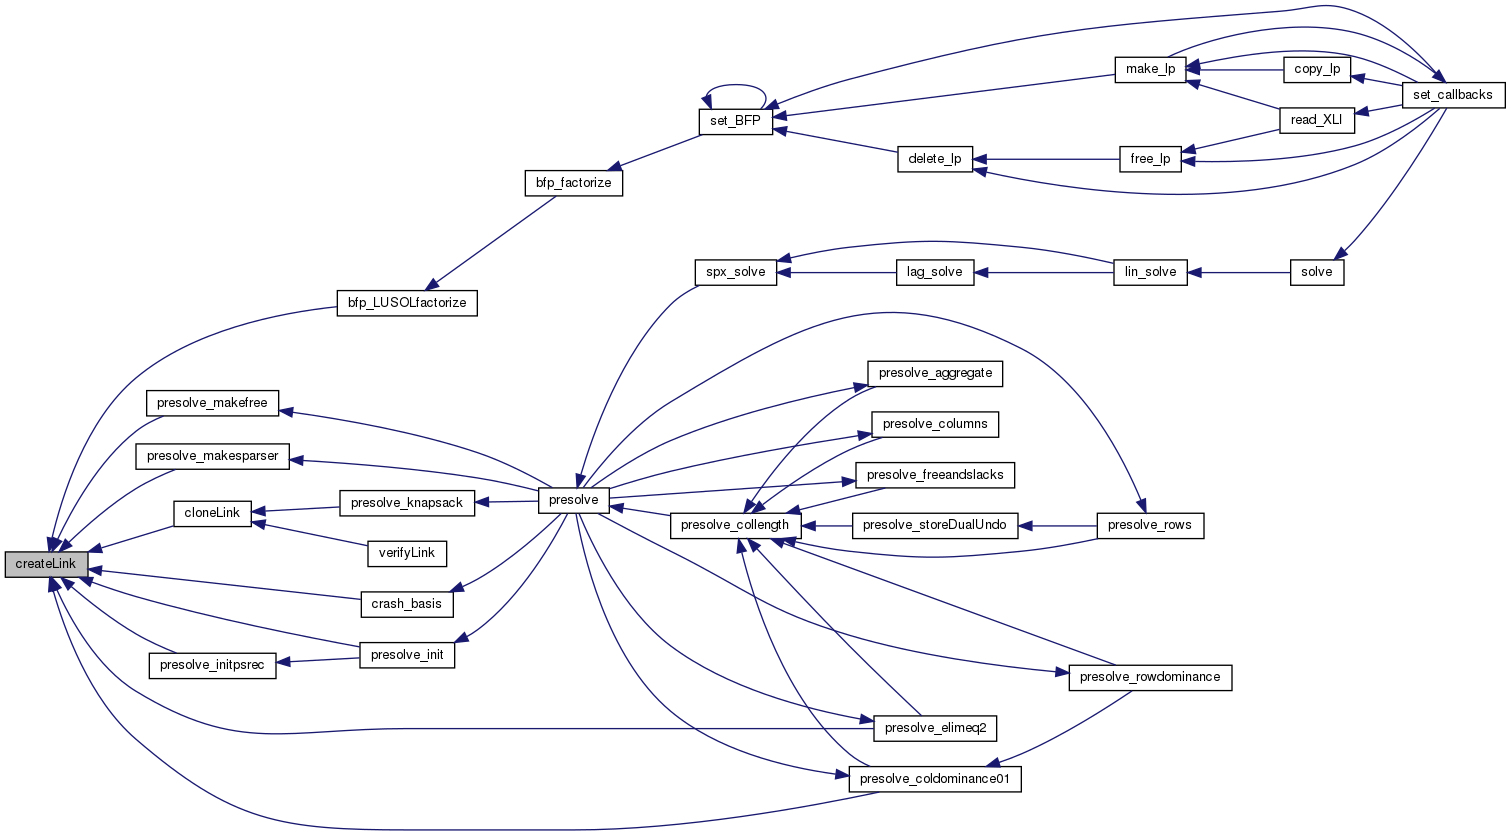 make_lp
copy_lp
set_callbacks
set_BFP
read_XLI
delete_lp
free_lp
bfp_factorize
spx_solve
lag_solve
lin_solve
solve
bfp_LUSOLfactorize
presolve_aggregate
presolve_makefree
presolve_columns
presolve_makesparser
presolve_freeandslacks
presolve_knapsack
presolve
cloneLink
presolve_collength
presolve_storeDualUndo
presolve_rows
verifyLink
createLink
crash_basis
presolve_init
presolve_initpsrec
presolve_rowdominance
presolve_elimeq2
presolve_coldominance01